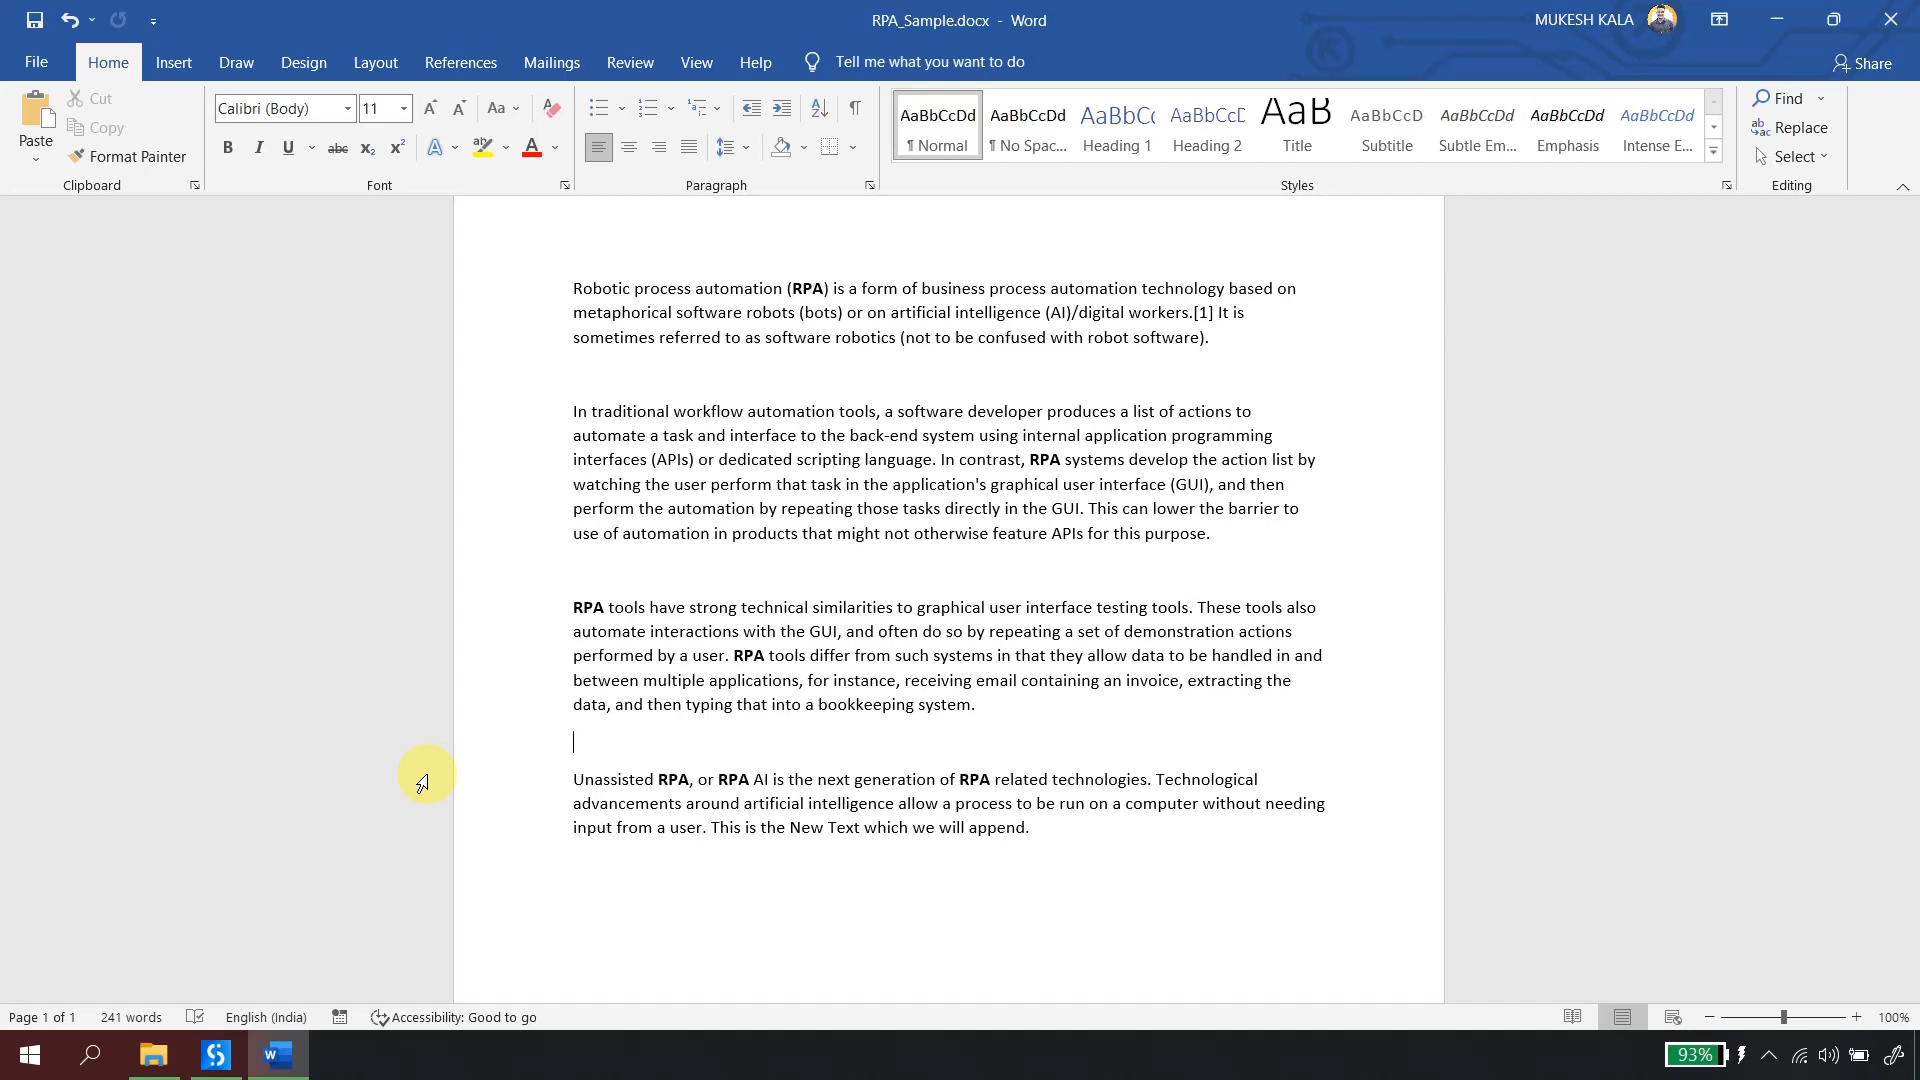 RPA_Sample.docx - Word
MUKESH KALA
File Home Insert Draw Design Layout References Mailings Review View Help Tell me what you want to do Share
Paste
Cut
Copy
Format Painter
Clipboard
Calibri (Body) 11
Font
Paragraph
AaBbCcDd AaBbCcDd AaBbCc AaBbCcD AaB AaBbCcD AaBbCcDd AaBbCcDd AaBbCcDd
¶ Normal ¶ No Spac... Heading 1 Heading 2 Title Subtitle Subtle Em... Emphasis Intense E...
Styles
Find
Replace
Select
Editing
Robotic process automation (RPA) is a form of business process automation technology based on
metaphorical software robots (bots) or on artificial intelligence (AI)/digital workers.[1] It is
sometimes referred to as software robotics (not to be confused with robot software).
In traditional workflow automation tools, a software developer produces a list of actions to
automate a task and interface to the back-end system using internal application programming
interfaces (APIs) or dedicated scripting language. In contrast, RPA systems develop the action list by
watching the user perform that task in the application's graphical user interface (GUI), and then
perform the automation by repeating those tasks directly in the GUI. This can lower the barrier to
use of automation in products that might not otherwise feature APIs for this purpose.
RPA tools have strong technical similarities to graphical user interface testing tools. These tools also
automate interactions with the GUI, and often do so by repeating a set of demonstration actions
performed by a user. RPA tools differ from such systems in that they allow data to be handled in and
between multiple applications, for instance, receiving email containing an invoice, extracting the
data, and then typing that into a bookkeeping system.
Unassisted RPA, or RPA AI is the next generation of RPA related technologies. Technological
advancements around artificial intelligence allow a process to be run on a computer without needing
input from a user. This is the New Text which we will append.
Page 1 of 1 241 words English (India) Accessibility: Good to go 100%
93%